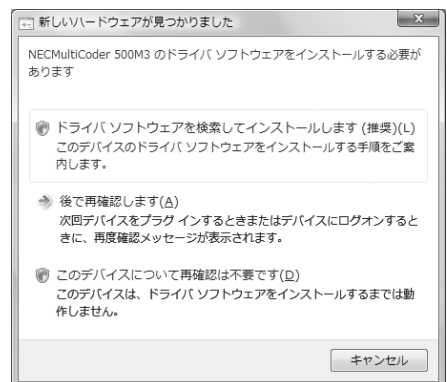 新しいハードウェアが見つかりました
NECMultiCoder 500M3 のドライバ ソフトウェアをインストールする必要が
あります
ドライバ ソフトウェアを検索してインストールします (推奨)(L)
このデバイスのドライバ ソフトウェアをインストールする手順をご案
内します。
後で再確認します(A)
次回デバイスをプラグ インするときまたはデバイスにログオンすると
きに、再度確認メッセージが表示されます。
このデバイスについて再確認は不要です(D)
このデバイスは、ドライバ ソフトウェアをインストールするまでは動
作しません。
キャンセル